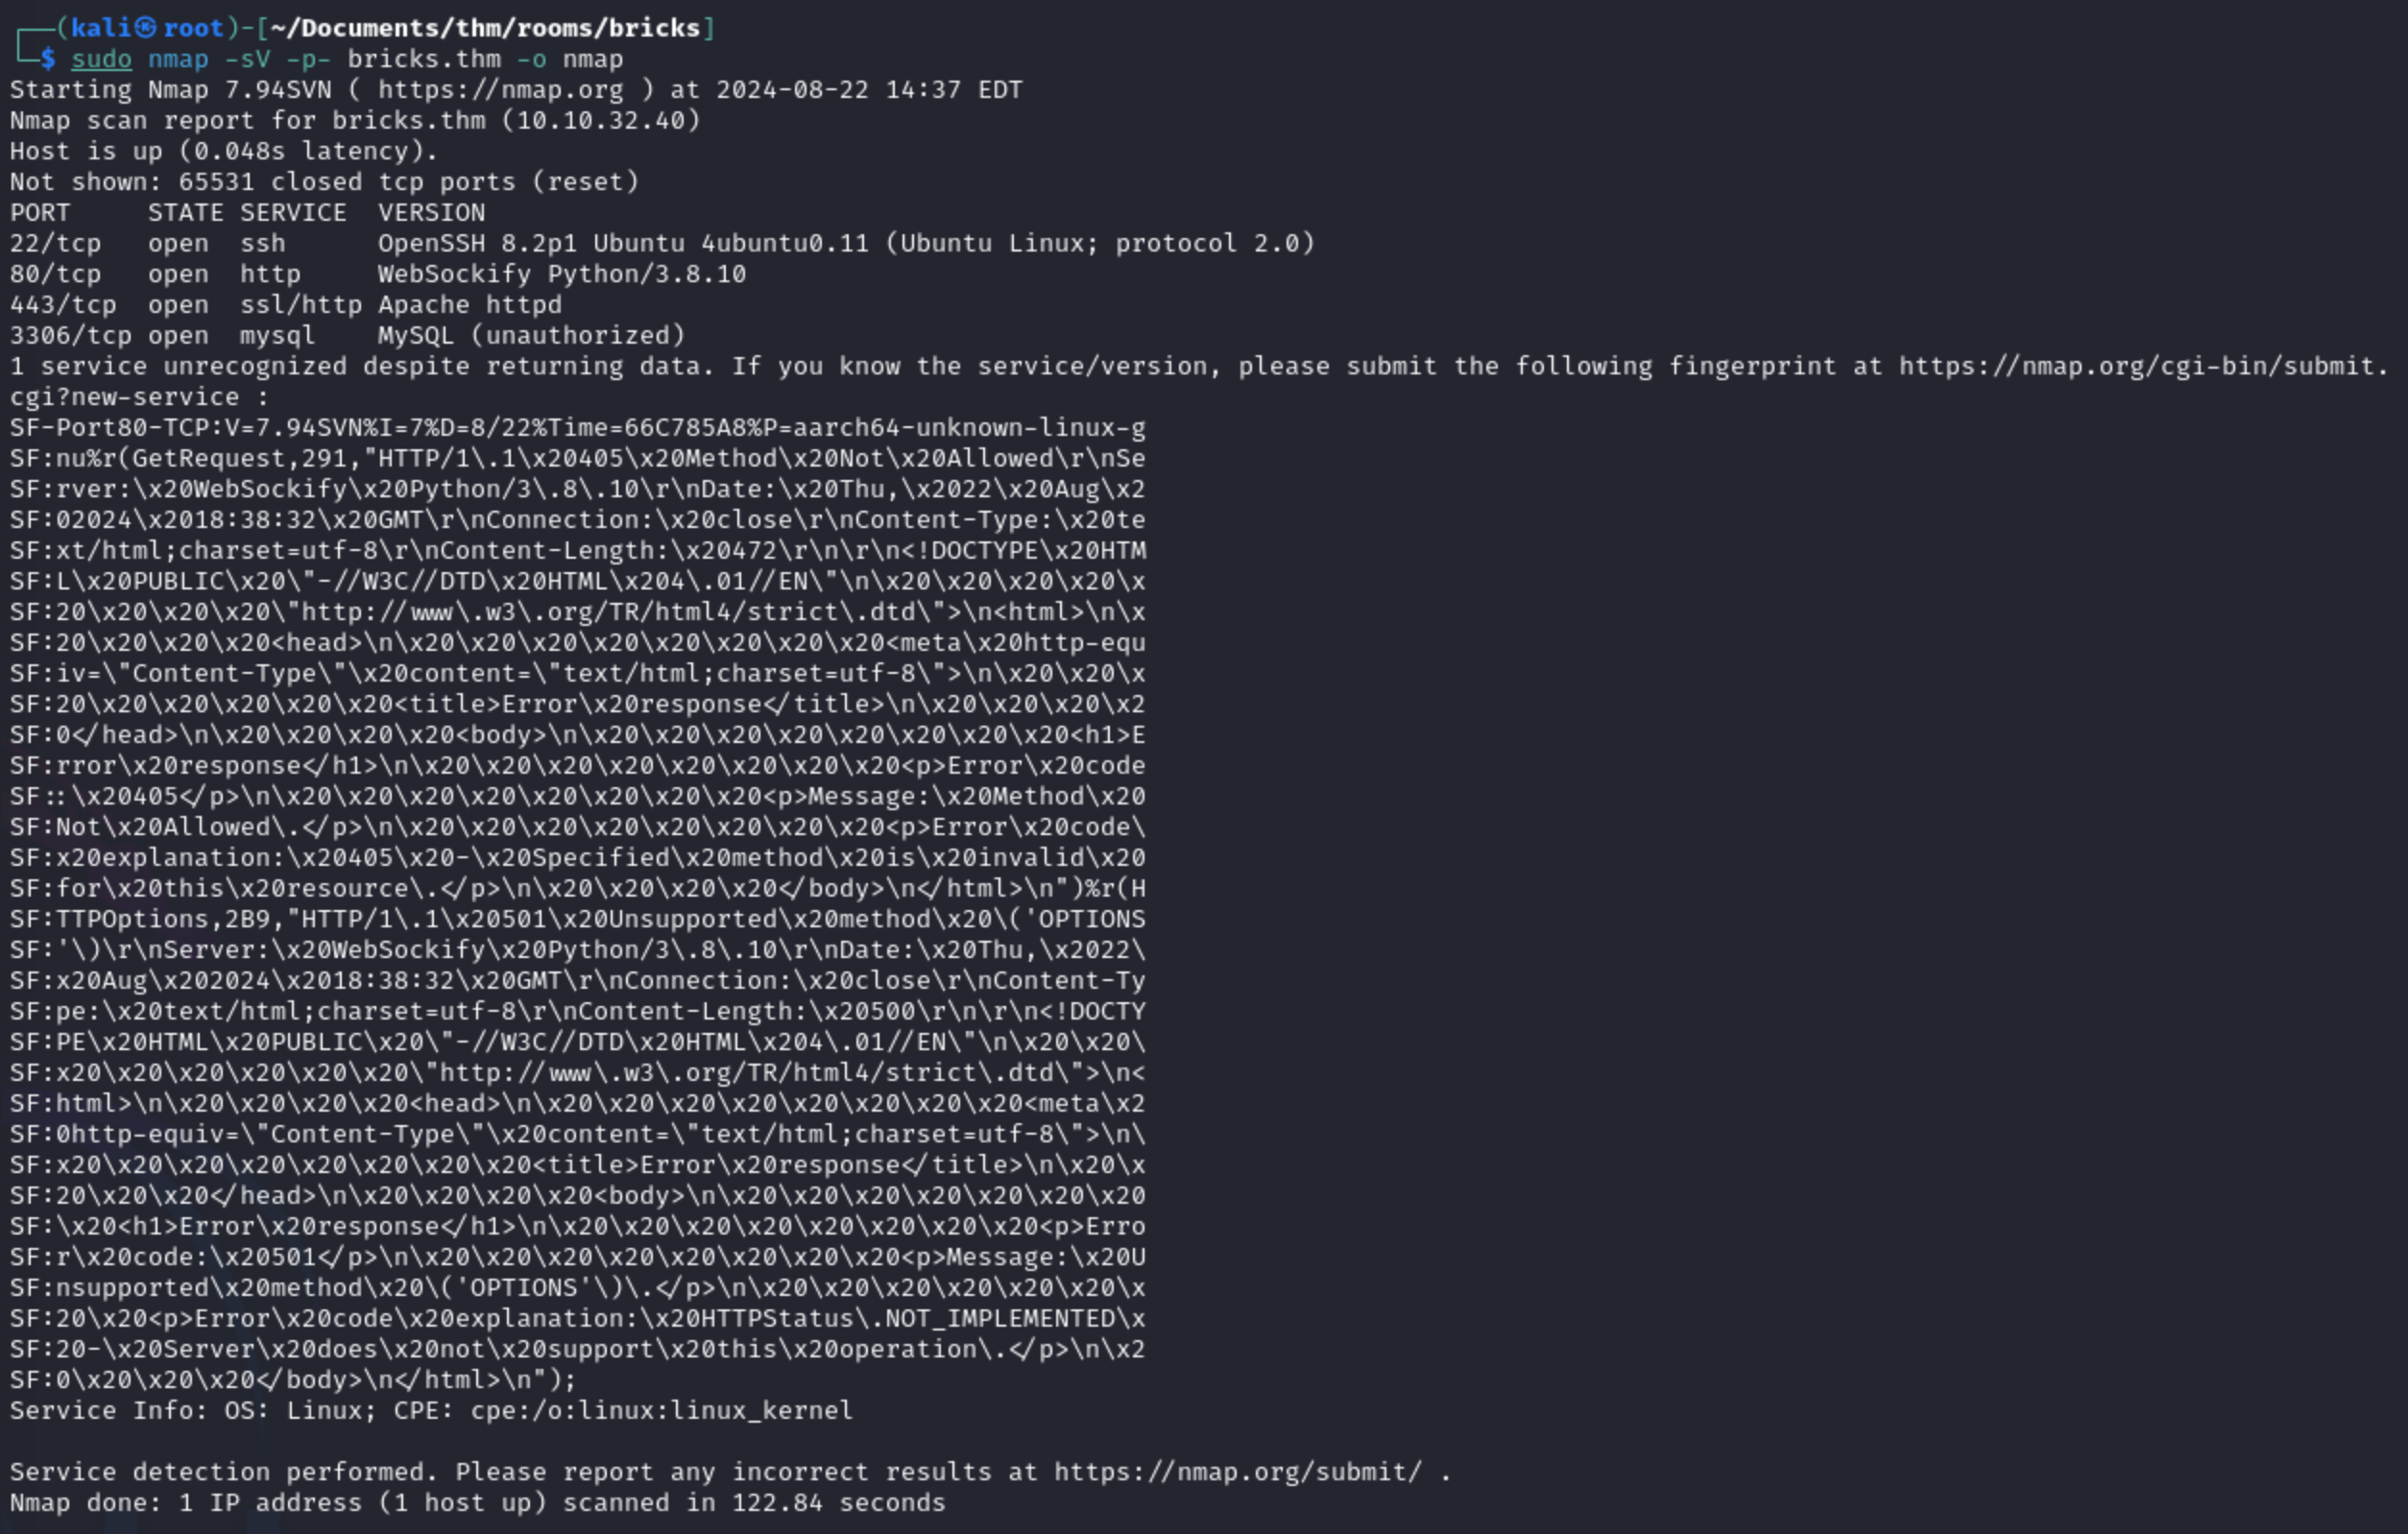 ┌──(kali㉿root)-[~/Documents/thm/rooms/bricks]
└─$ sudo nmap -sV -p- bricks.thm -o nmap
Starting Nmap 7.94SVN ( https://nmap.org ) at 2024-08-22 14:37 EDT
Nmap scan report for bricks.thm (10.10.32.40)
Host is up (0.048s latency).
Not shown: 65531 closed tcp ports (reset)
PORT     STATE SERVICE  VERSION
22/tcp   open  ssh      OpenSSH 8.2p1 Ubuntu 4ubuntu0.11 (Ubuntu Linux; protocol 2.0)
80/tcp   open  http     WebSockify Python/3.8.10
443/tcp  open  ssl/http Apache httpd
3306/tcp open  mysql    MySQL (unauthorized)
1 service unrecognized despite returning data. If you know the service/version, please submit the following fingerprint at https://nmap.org/cgi-bin/submit.
cgi?new-service :
SF-Port80-TCP:V=7.94SVN%I=7%D=8/22%Time=66C785A8%P=aarch64-unknown-linux-g
SF:nu%r(GetRequest,291,"HTTP/1\.1\x20405\x20Method\x20Not\x20Allowed\r\nSe
SF:rver:\x20WebSockify\x20Python/3\.8\.10\r\nDate:\x20Thu,\x2022\x20Aug\x2
SF:02024\x2018:38:32\x20GMT\r\nConnection:\x20close\r\nContent-Type:\x20te
SF:xt/html;charset=utf-8\r\nContent-Length:\x20472\r\n\r\n<!DOCTYPE\x20HTM
SF:L\x20PUBLIC\x20\"-//W3C//DTD\x20HTML\x204\.01//EN\"\n\x20\x20\x20\x20\x
SF:20\x20\x20\x20\"http://www\.w3\.org/TR/html4/strict\.dtd\">\n<html>\n\x
SF:20\x20\x20\x20<head>\n\x20\x20\x20\x20\x20\x20\x20\x20<meta\x20http-equ
SF:iv=\"Content-Type\"\x20content=\"text/html;charset=utf-8\">\n\x20\x20\x
SF:20\x20\x20\x20\x20\x20<title>Error\x20response</title>\n\x20\x20\x20\x2
SF:0</head>\n\x20\x20\x20\x20<body>\n\x20\x20\x20\x20\x20\x20\x20\x20<h1>E
SF:rror\x20response</h1>\n\x20\x20\x20\x20\x20\x20\x20\x20<p>Error\x20code
SF::\x20405</p>\n\x20\x20\x20\x20\x20\x20\x20\x20<p>Message:\x20Method\x20
SF:Not\x20Allowed\.</p>\n\x20\x20\x20\x20\x20\x20\x20\x20<p>Error\x20code\
SF:x20explanation:\x20405\x20-\x20Specified\x20method\x20is\x20invalid\x20
SF:for\x20this\x20resource\.</p>\n\x20\x20\x20\x20</body>\n</html>\n")%r(H
SF:TTPOptions,2B9,"HTTP/1\.1\x20501\x20Unsupported\x20method\x20\('OPTIONS
SF:'\)\r\nServer:\x20WebSockify\x20Python/3\.8\.10\r\nDate:\x20Thu,\x2022\
SF:x20Aug\x202024\x2018:38:32\x20GMT\r\nConnection:\x20close\r\nContent-Ty
SF:pe:\x20text/html;charset=utf-8\r\nContent-Length:\x20500\r\n\r\n<!DOCTY
SF:PE\x20HTML\x20PUBLIC\x20\"-//W3C//DTD\x20HTML\x204\.01//EN\"\n\x20\x20\
SF:x20\x20\x20\x20\x20\x20\"http://www\.w3\.org/TR/html4/strict\.dtd\">\n<
SF:html>\n\x20\x20\x20\x20<head>\n\x20\x20\x20\x20\x20\x20\x20\x20<meta\x2
SF:0http-equiv=\"Content-Type\"\x20content=\"text/html;charset=utf-8\">\n\
SF:x20\x20\x20\x20\x20\x20\x20\x20<title>Error\x20response</title>\n\x20\x
SF:20\x20\x20</head>\n\x20\x20\x20\x20<body>\n\x20\x20\x20\x20\x20\x20\x20
SF:\x20<h1>Error\x20response</h1>\n\x20\x20\x20\x20\x20\x20\x20\x20<p>Erro
SF:r\x20code:\x20501</p>\n\x20\x20\x20\x20\x20\x20\x20\x20<p>Message:\x20U
SF:nsupported\x20method\x20\('OPTIONS'\)\.</p>\n\x20\x20\x20\x20\x20\x20\x
SF:20\x20<p>Error\x20code\x20explanation:\x20HTTPStatus\.NOT_IMPLEMENTED\x
SF:20-\x20Server\x20does\x20not\x20support\x20this\x20operation\.</p>\n\x2
SF:0\x20\x20\x20</body>\n</html>\n");
Service Info: OS: Linux; CPE: cpe:/o:linux:linux_kernel
Service detection performed. Please report any incorrect results at https://nmap.org/submit/ .
Nmap done: 1 IP address (1 host up) scanned in 122.84 seconds